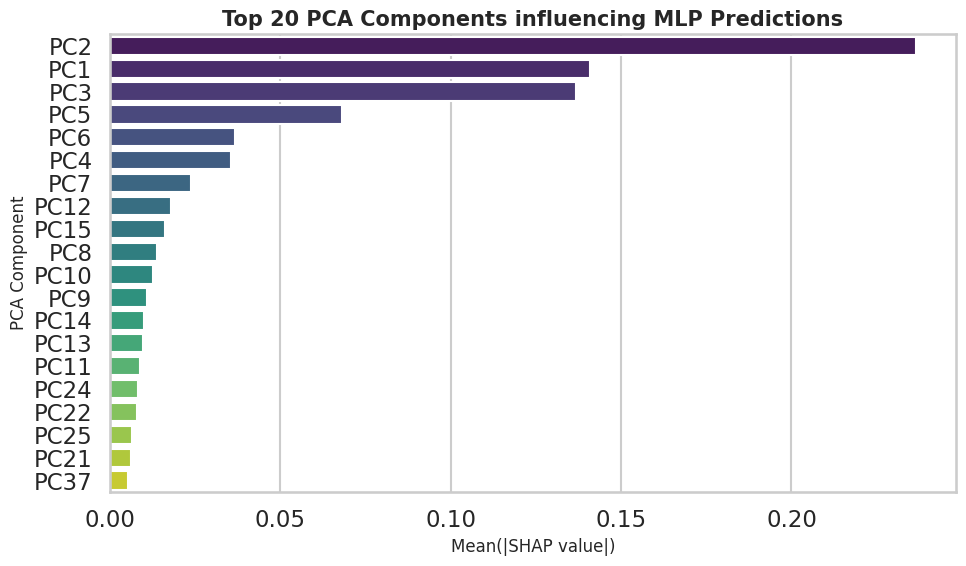 Top 20 PCA Components influencing MLP Predictions
PCA Component
PC2
PC1
PC3
PC5
PC6
PC4
PC7
PC12
PC15
PC8
PC10
PC9
PC14
PC13
PC11
PC24
PC22
PC25
PC21
PC37
0.00 0.05 0.10 0.15 0.20
Mean(|SHAP value|)